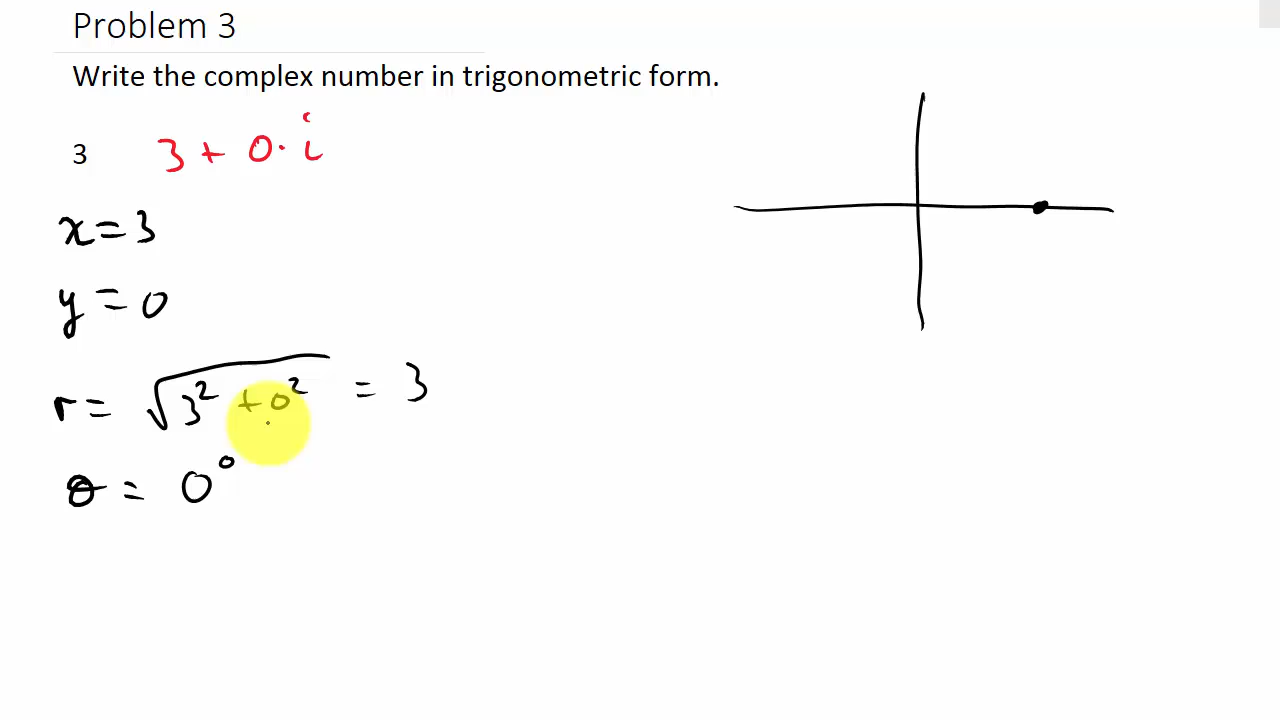 Problem 3
Write the complex number in trigonometric form.
3 3 + 0 · i
x = 3
y = 0
r = √3² + 0² = 3
θ = 0°